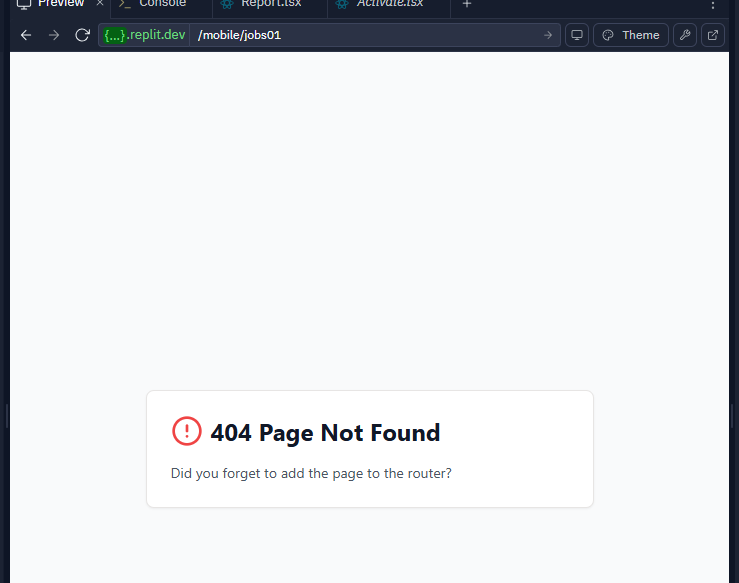 Preview × Console Report.tsx Activate.tsx +
{...}.replit.dev /mobile/jobs01 Theme
404 Page Not Found
Did you forget to add the page to the router?